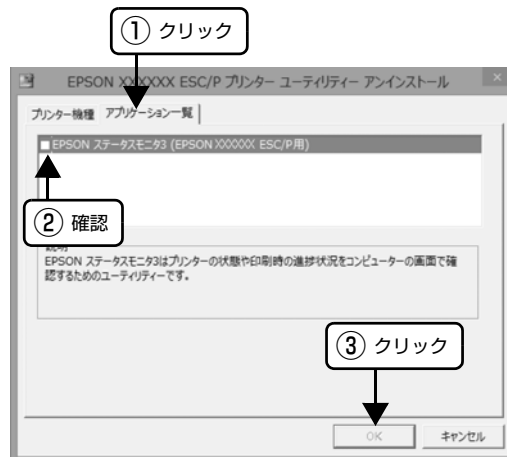 ① クリック
EPSON XXXXXX ESC/P プリンター ユーティリティー アンインストール
プリンター機種 アプリケーション一覧
EPSON ステータスモニタ3 (EPSON XXXXXX ESC/P用)
② 確認
説明
EPSON ステータスモニタ3はプリンターの状態や印刷時の進捗状況をコンピューターの画面で確
認するためのユーティリティーです。
③ クリック
OK キャンセル